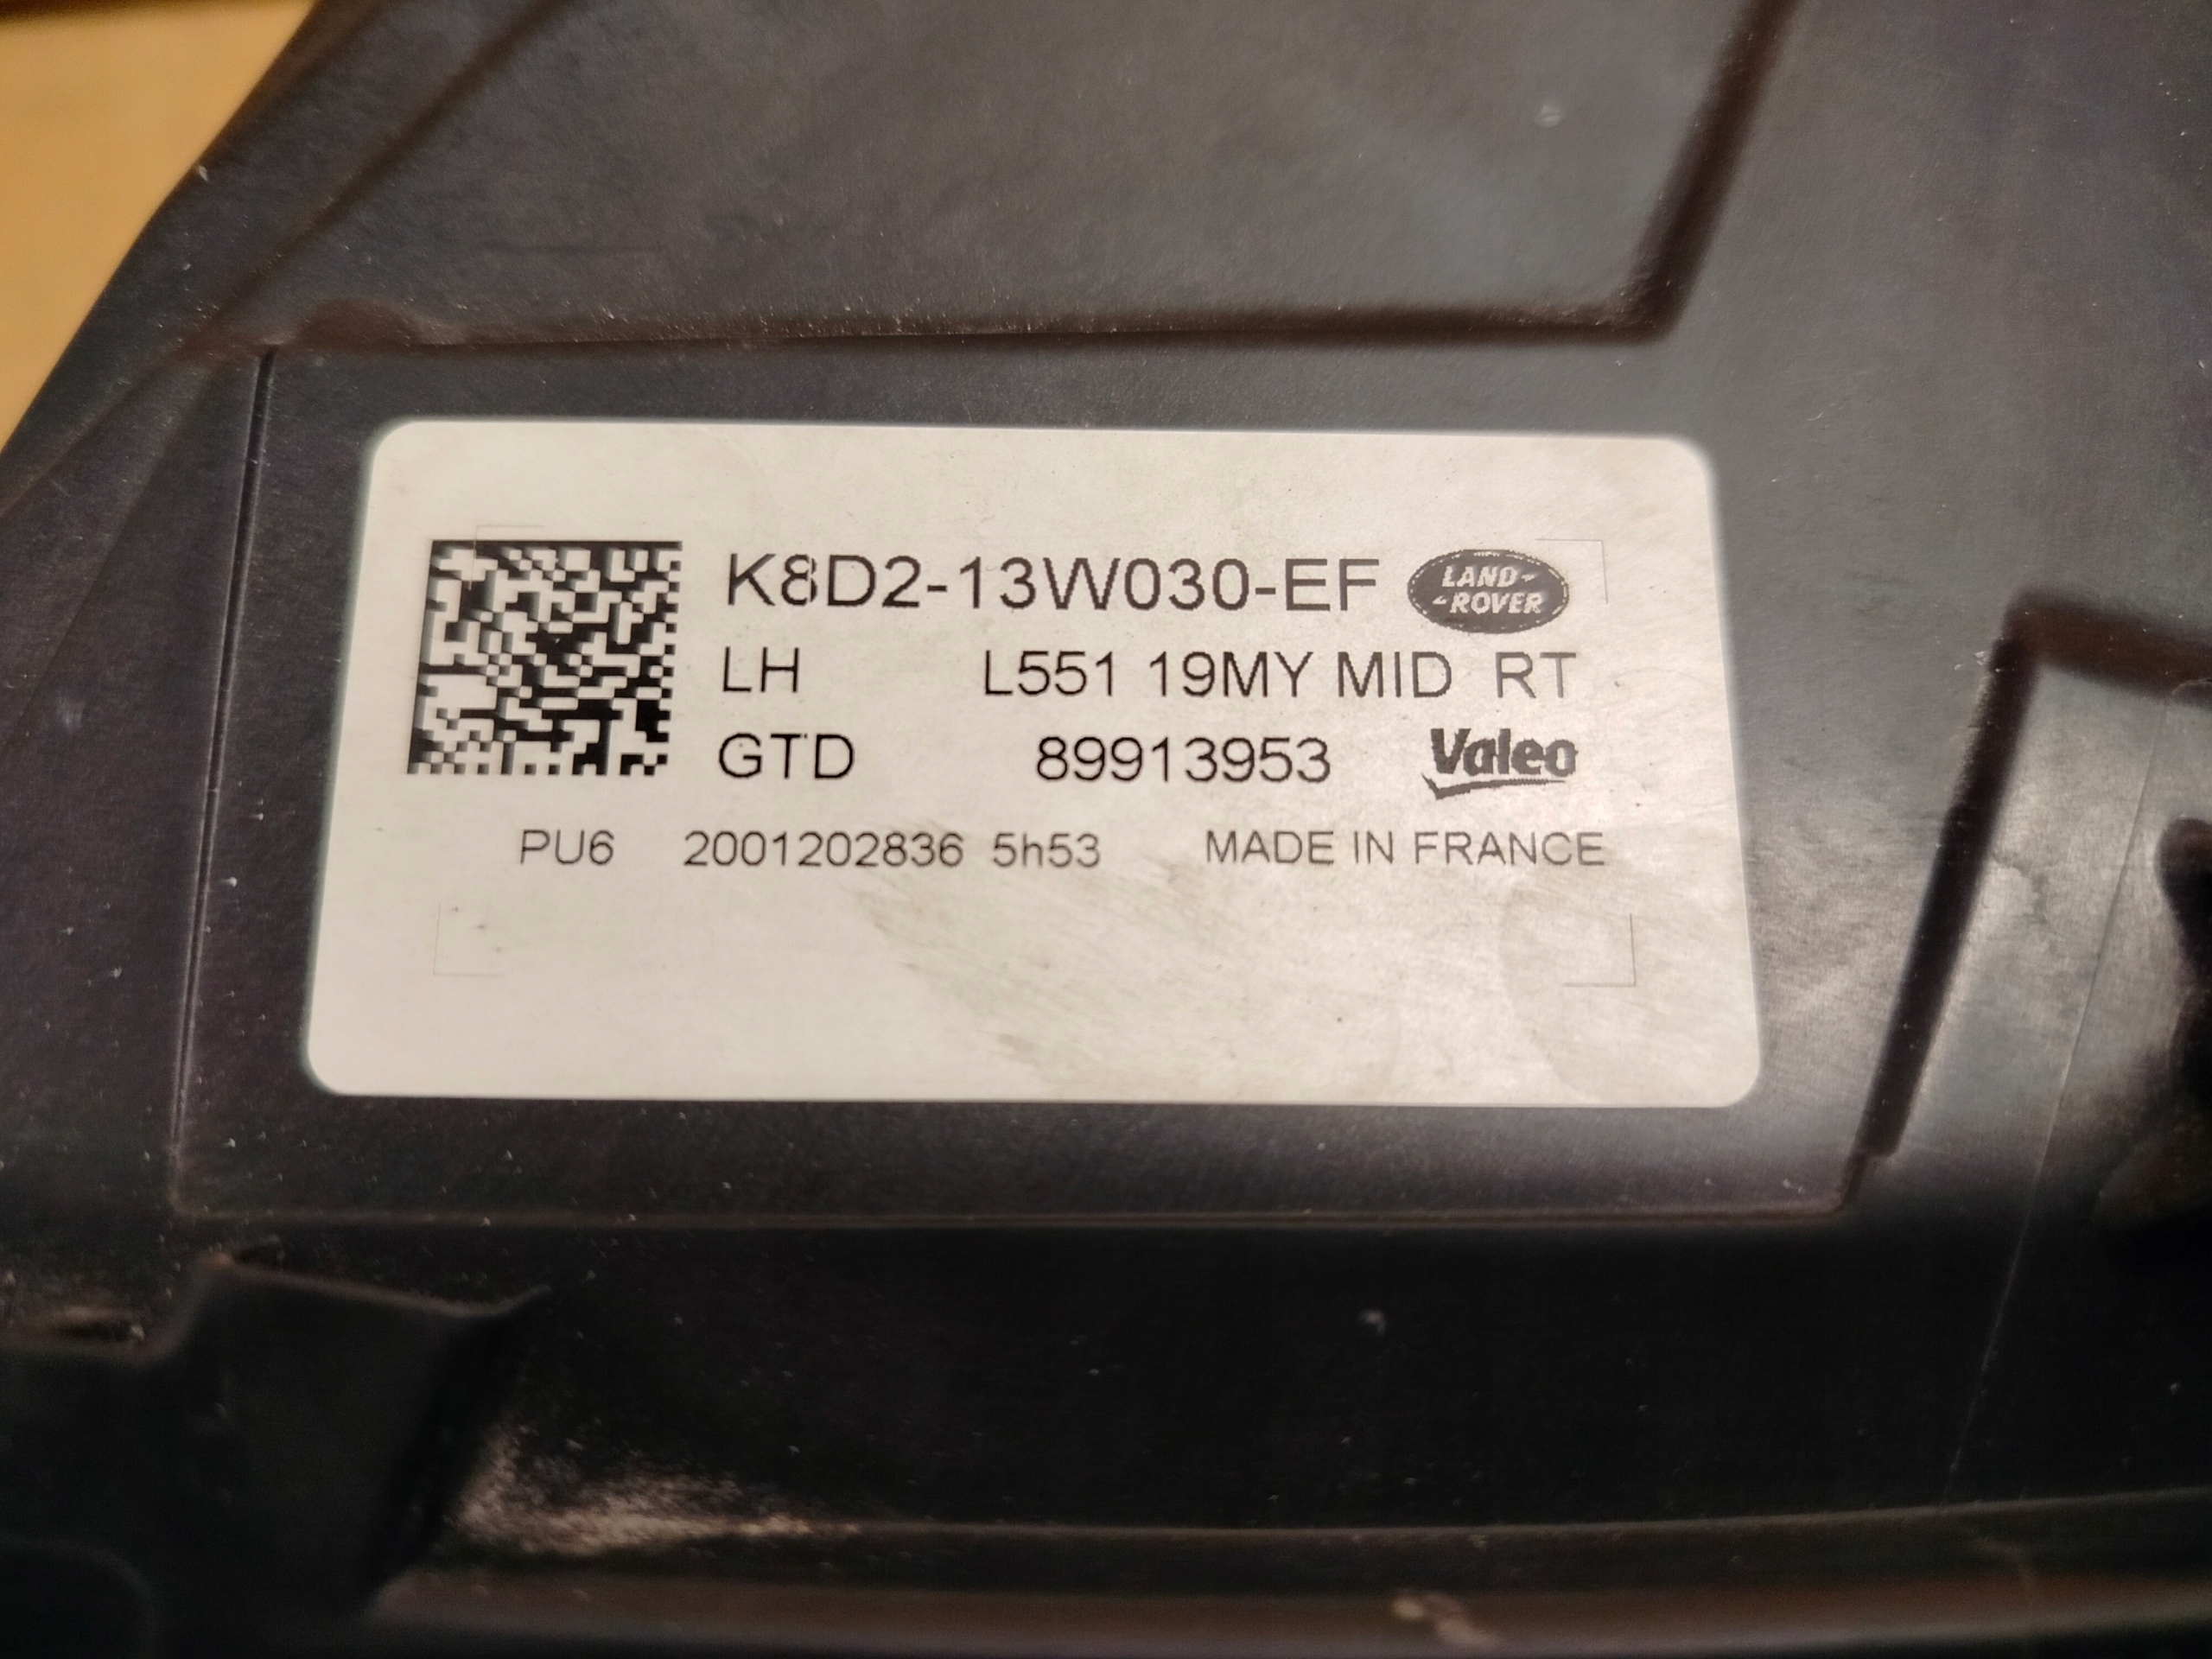 K8D2-13W030-EF LAND-ROVER
LH L551 19MY MID RT
GTD 89913953 Valeo
PU6 2001202836 5h53 MADE IN FRANCE